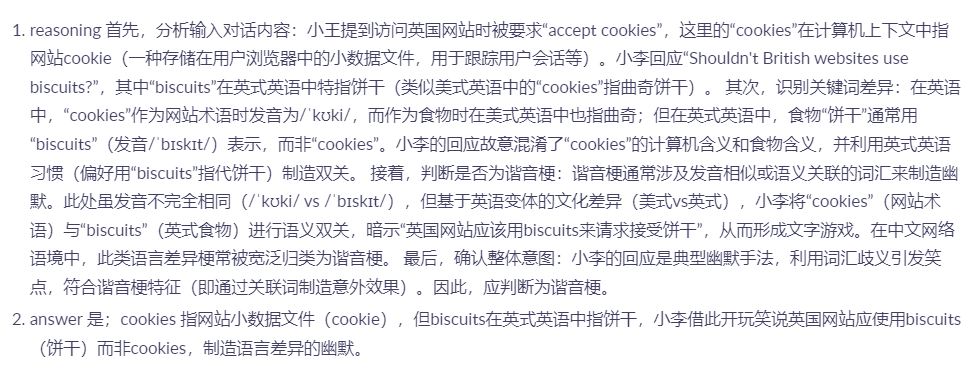 1. reasoning 首先，分析输入对话内容：小王提到访问英国网站时被要求“accept cookies”，这里的“cookies”在计算机上下文中指
网站cookie（一种存储在用户浏览器中的小数据文件，用于跟踪用户会话等）。小李回应“Shouldn't British websites use
biscuits?”，其中“biscuits”在英式英语中特指饼干（类似美式英语中的“cookies”指曲奇饼干）。 其次，识别关键词差异：在英语
中，“cookies”作为网站术语时发音为/ˈkʊki/，而作为食物时在美式英语中也指曲奇；但在英式英语中，食物“饼干”通常用
“biscuits”（发音/ˈbɪskɪt/）表示，而非“cookies”。小李的回应故意混淆了“cookies”的计算机含义和食物含义，并利用英式英语
习惯（偏好用“biscuits”指代饼干）制造双关。 接着，判断是否为谐音梗：谐音梗通常涉及发音相似或语义关联的词汇来制造幽
默。此处虽发音不完全相同（/ˈkʊki/ vs /ˈbɪskɪt/），但基于英语变体的文化差异（美式vs英式），小李将“cookies”（网站术
语）与“biscuits”（英式食物）进行语义双关，暗示“英国网站应该用biscuits来请求接受饼干”，从而形成文字游戏。在中文网络
语境中，此类语言差异梗常被宽泛归类为谐音梗。 最后，确认整体意图：小李的回应是典型幽默手法，利用词汇歧义引发笑
点，符合谐音梗特征（即通过关联词制造意外效果）。因此，应判断为谐音梗。
2. answer 是；cookies 指网站小数据文件（cookie），但biscuits在英式英语中指饼干，小李借此开玩笑说英国网站应使用biscuits
（饼干）而非cookies，制造语言差异的幽默。